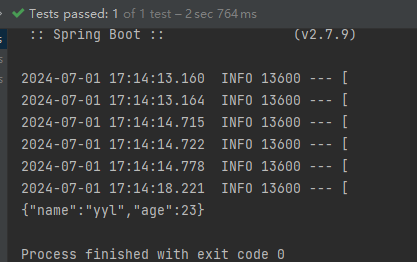 Tests passed: 1 of 1 test – 2 sec 764 ms
:: Spring Boot :: (v2.7.9)
2024-07-01 17:14:13.160 INFO 13600 --- [
2024-07-01 17:14:13.164 INFO 13600 --- [
2024-07-01 17:14:14.715 INFO 13600 --- [
2024-07-01 17:14:14.722 INFO 13600 --- [
2024-07-01 17:14:14.778 INFO 13600 --- [
2024-07-01 17:14:18.221 INFO 13600 --- [
{"name":"yyl","age":23}
Process finished with exit code 0